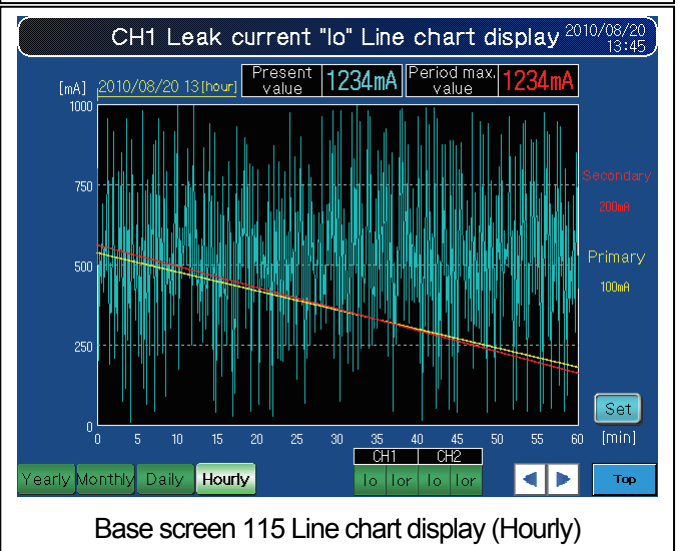 CH1 Leak current "Io" Line chart display
2010/08/20
13:45
[mA]
2010/08/20 13[hour]
Present value
1234mA
Period max. value
1234mA
1000
750
500
250
0
Secondary
200mA
Primary
100mA
Set
0 5 10 15 20 25 30 35 40 45 50 55 60 [min]
CH1 CH2
Yearly Monthly Daily Hourly
Io Ior Io Ior
Top
Base screen 115 Line chart display (Hourly)